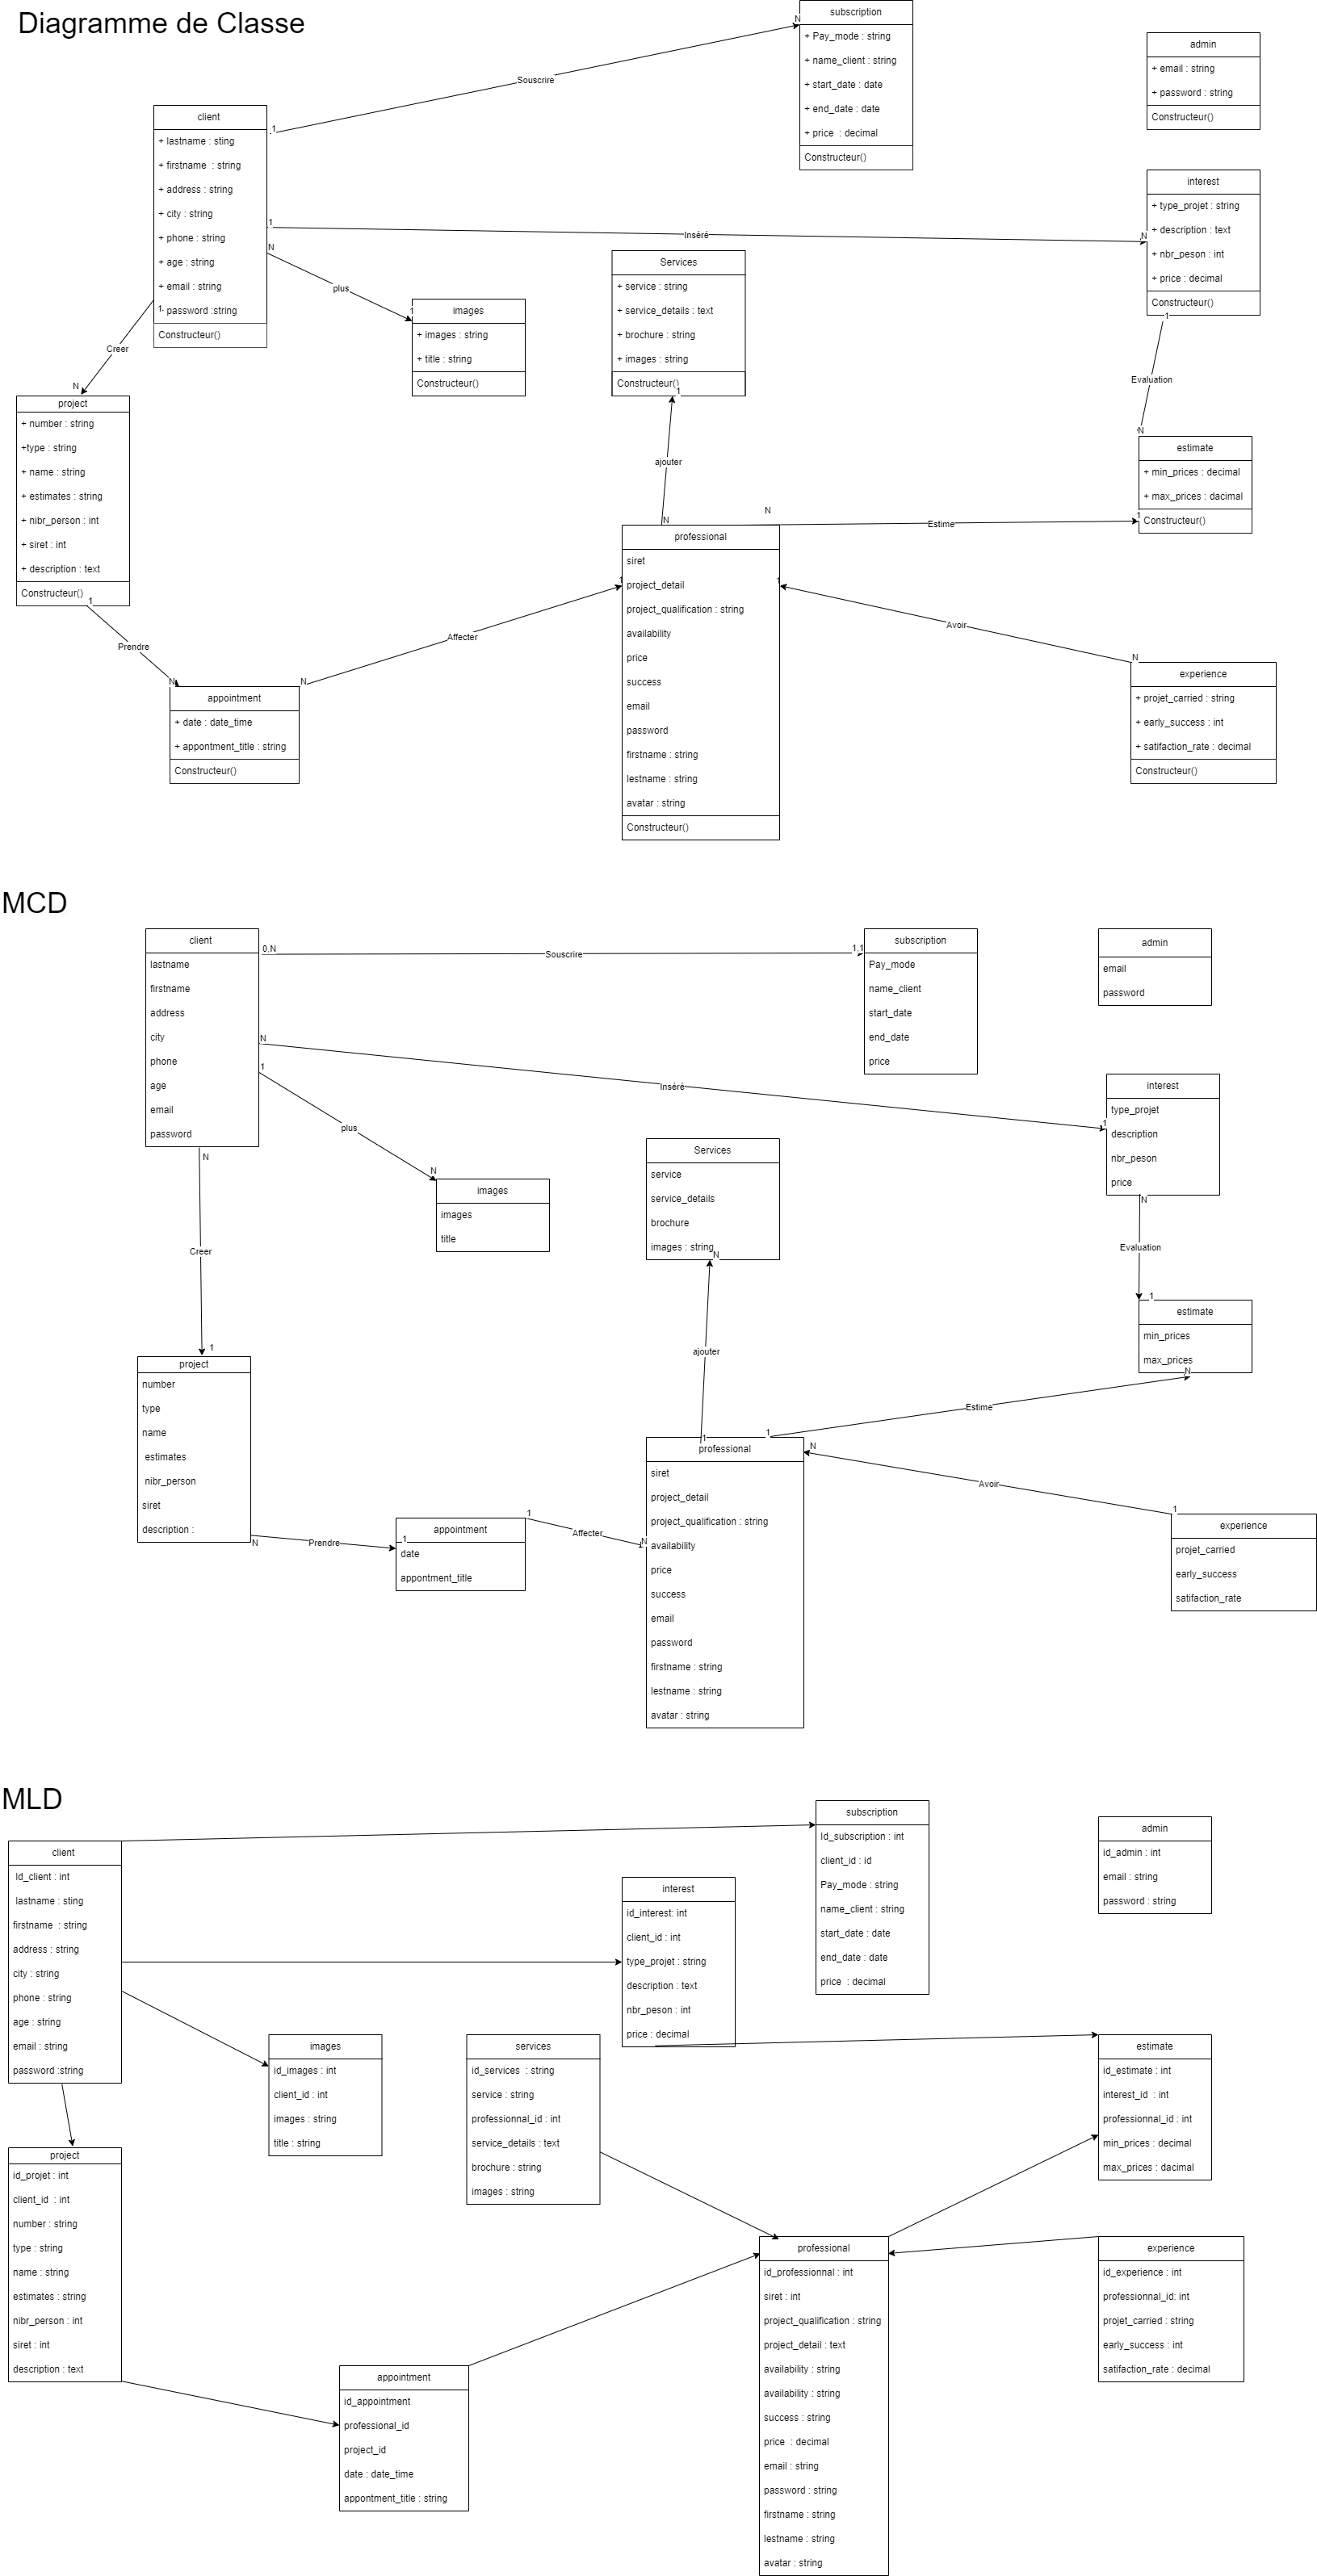 Diagramme de Classe
subscription
+ Pay_mode : string
+ name_client : string
+ start_date : date
+ end_date : date
+ price  : decimal
Constructeur()
admin
+ email : string
+ password : string
Constructeur()
N
Souscrire
1
client
+ lastname : sting
+ firstname  : string
+ address : string
+ city : string
+ phone : string
+ age : string
+ email : string
password :string
Constructeur()
1
Inséré
N
interest
+ type_projet : string
+ description : text
+ nbr_peson : int
+ price : decimal
Constructeur()
N
plus
1
images
+ images : string
+ title : string
Constructeur()
Services
+ service : string
+ service_details : text
+ brochure : string
+ images : string
Constructeur()
1
1
Creer
N
project
+ number : string
+type : string
+ name : string
+ estimates : string
+ nibr_person : int
+ siret : int
+ description : text
Constructeur()
1
Evaluation
N
estimate
+ min_prices : decimal
+ max_prices : dacimal
Constructeur()
ajouter
N
N
Estime
1
professional
siret
project_detail
project_qualification : string
availability
price
success
email
password
firstname : string
lestname : string
avatar : string
Constructeur()
1
Prendre
N
appointment
+ date : date_time
+ appontment_title : string
Constructeur()
N
Affecter
1
1
Avoir
N
experience
+ projet_carried : string
+ early_success : int
+ satifaction_rate : decimal
Constructeur()
MCD
client
lastname
firstname
address
city
phone
age
email
password
0,N
Souscrire
1,1
subscription
Pay_mode
name_client
start_date
end_date
price
admin
email
password
N
Inséré
1
interest
type_projet
description
nbr_peson
price
1
plus
N
images
images
title
Services
service
service_details
brochure
images : string
N
N
Creer
1
project
number
type
name
estimates
nibr_person
siret
description :
N
Evaluation
1
estimate
min_prices
max_prices
N
ajouter
1
1
Estime
professional
siret
project_detail
project_qualification : string
availability
price
success
email
password
firstname : string
lestname : string
avatar : string
N
Avoir
1
experience
projet_carried
early_success
satifaction_rate
N
Prendre
1
appointment
date
appontment_title
1
Affecter
N
MLD
client
Id_client : int
lastname : sting
firstname  : string
address : string
city : string
phone : string
age : string
email : string
password :string
subscription
Id_subscription : int
client_id : id
Pay_mode : string
name_client : string
start_date : date
end_date : date
price  : decimal
admin
id_admin : int
email : string
password : string
interest
id_interest: int
client_id : int
type_projet : string
description : text
nbr_peson : int
price : decimal
images
id_images : int
client_id : int
images : string
title : string
services
id_services  : string
service : string
professionnal_id : int
service_details : text
brochure : string
images : string
estimate
id_estimate : int
interest_id  : int
professionnal_id : int
min_prices : decimal
max_prices : dacimal
project
id_projet : int
client_id  : int
number : string
type : string
name : string
estimates : string
nibr_person : int
siret : int
description : text
professional
id_professionnal : int
siret : int
project_qualification : string
project_detail : text
availability : string
availability : string
success : string
price  : decimal
email : string
password : string
firstname : string
lestname : string
avatar : string
experience
id_experience : int
professionnal_id: int
projet_carried : string
early_success : int
satifaction_rate : decimal
appointment
id_appointment
professional_id
project_id
date : date_time
appontment_title : string